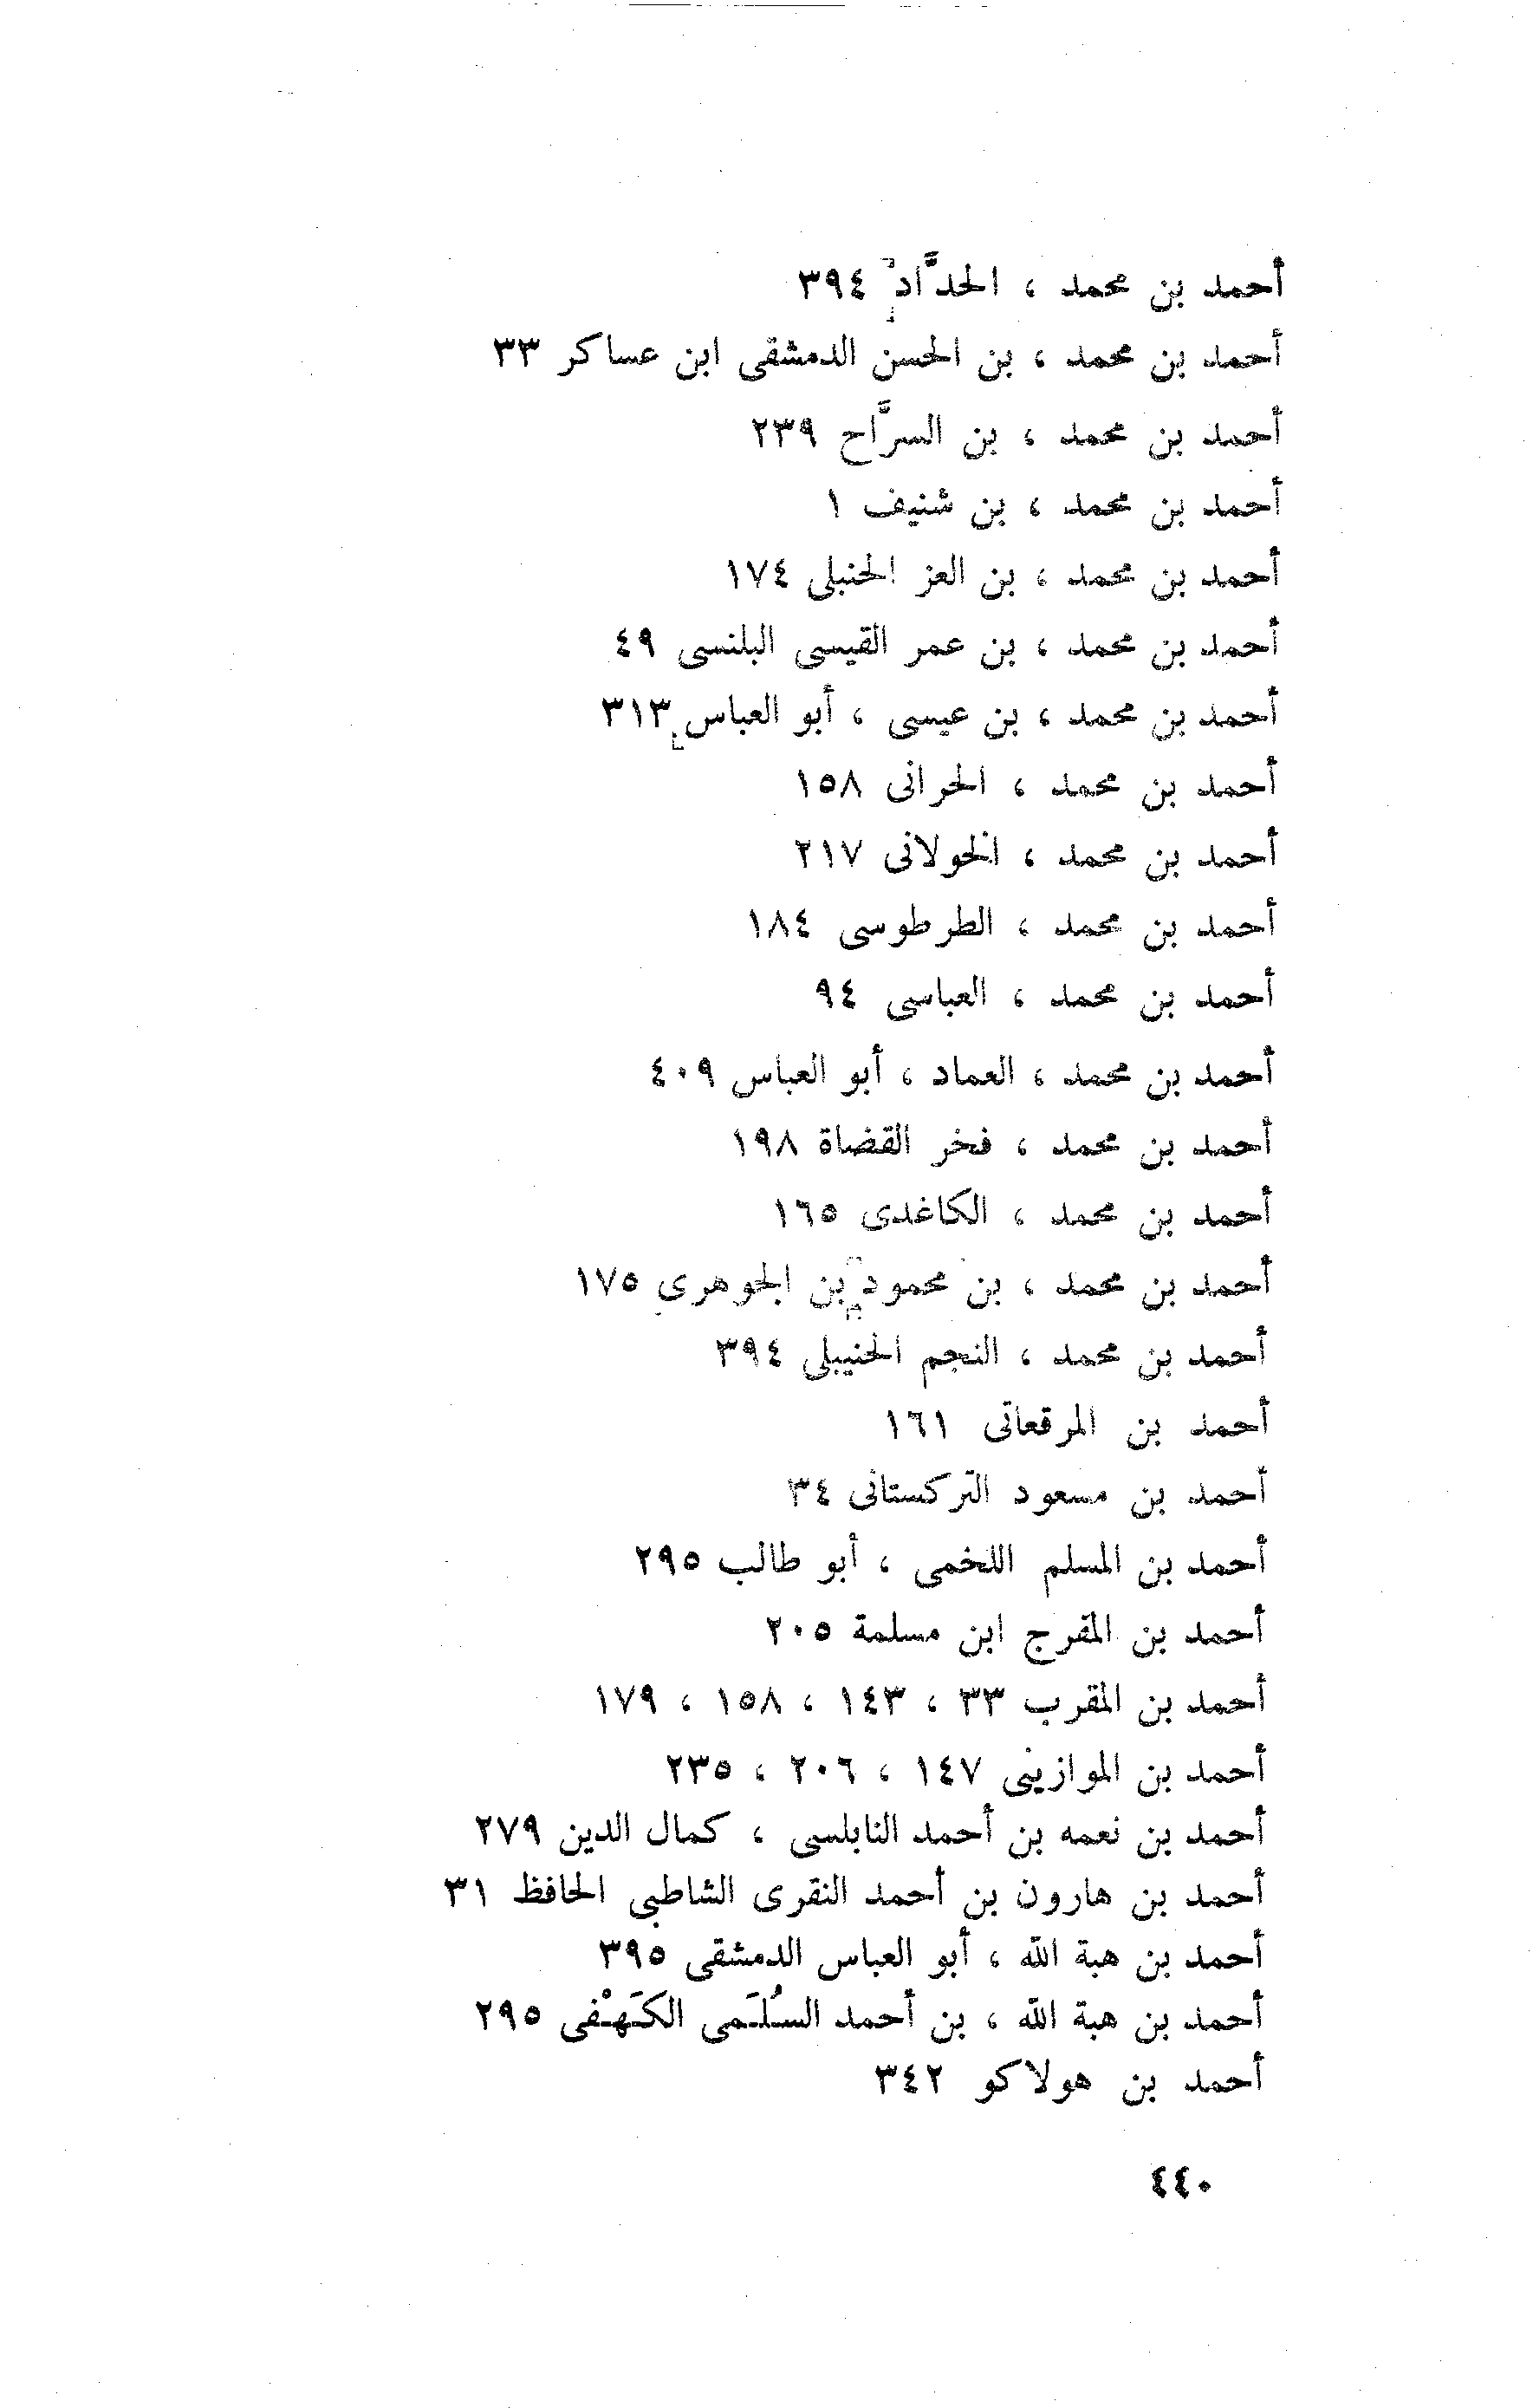 أحمد بن محمد ، الحدَّاد ٣٩٤
أحمد بن محمد ، بن الحسن الدمشقى ابن عساكر ٣٣
أحمد بن محمد ، بن السرَّاح ٢٣٩
أحمد بن محمد ، بن شنيف ١
أحمد بن محمد ، بن العز الحنبلى ١٧٤
أحمد بن محمد ، بن عمر القيسى البلنسى ٤٩
أحمد بن محمد ، بن عيسى ، أبو العباس ٣١٣
أحمد بن محمد ، الحرانى ١٥٨
أحمد بن محمد ، الخولانى ٢١٧
أحمد بن محمد ، الطرطوسى ١٨٤
أحمد بن محمد ، العباسى ٩٤
أحمد بن محمد ، العماد ، أبو العباس ٤٠٩
أحمد بن محمد ، فخر القضاة ١٩٨
أحمد بن محمد ، الكاغدى ١٦٥
أحمد بن محمد ، بن محمود بن الجوهرى ١٧٥
أحمد بن محمد ، النجم الحنيبلى ٣٩٤
أحمد بن المرقعاتى ١٦١
أحمد بن مسعود التركستانى ٣٤
أحمد بن المسلم اللخمى ، أبو طالب ٢٩٥
أحمد بن المفرج ابن مسلمة ٢٠٥
أحمد بن المقرب ٣٣ ، ١٤٣ ، ١٥٨ ، ١٧٩
أحمد بن الموازينى ١٤٧ ، ٢٠٦ ، ٢٣٥
أحمد بن نعمه بن أحمد النابلسى ، كمال الدين ٢٧٩
أحمد بن هارون بن أحمد النقرى الشاطبى الحافظ ٣١
أحمد بن هبة الله ، أبو العباس الدمشقى ٣٩٥
أحمد بن هبة الله ، بن أحمد السُلَمى الكَهْفى ٢٩٥
أحمد بن هولاكو ٣٤٢
٤٤٠